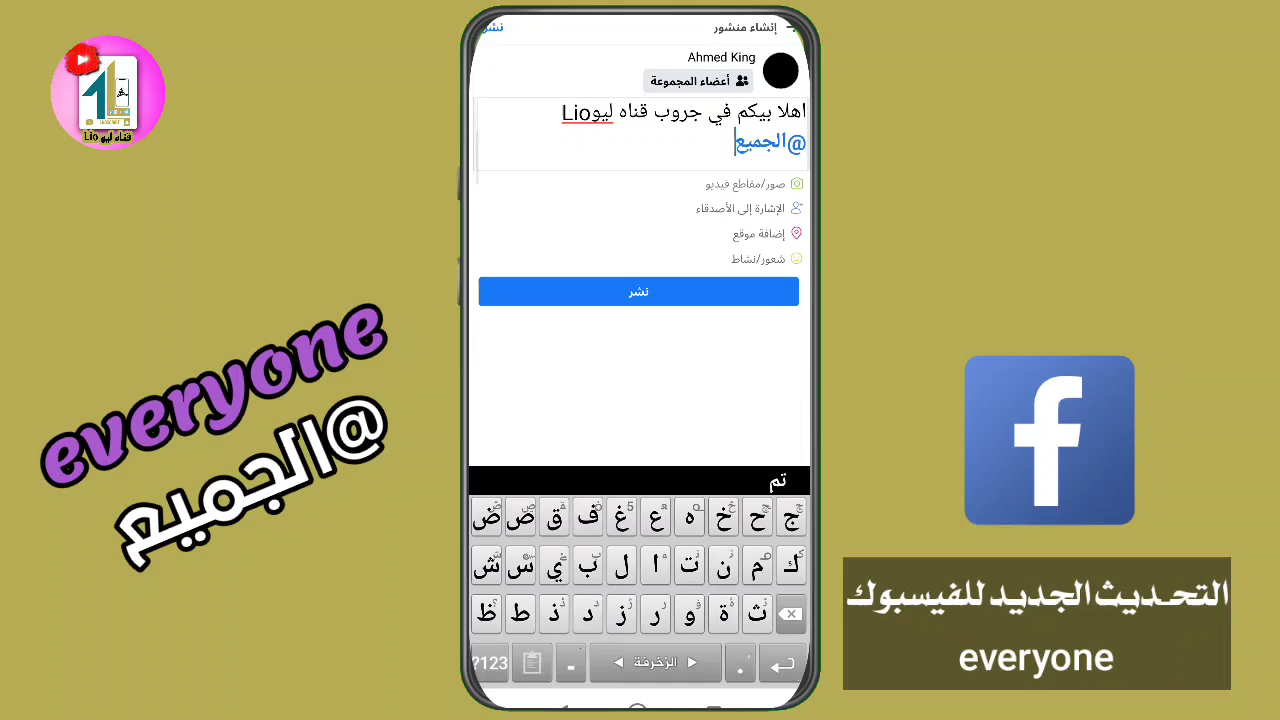 قناه ليو Lio
everyone
@الجميع
إنشاء منشور
نشر
Ahmed King
أعضاء المجموعة
اهلا بيكم في جروب قناه ليوLio
@الجميع
صور/مقاطع فيديو
الإشارة إلى الأصدقاء
إضافة موقع
شعور/نشاط
نشر
تم
ج ح خ ه ع غ ف ق ص ض
ك م ن ت ا ل ب ي س ش
ث ة و ر ز د ذ ط ظ
?123
الزخرفة
f
التحديث الجديد للفيسبوك
everyone